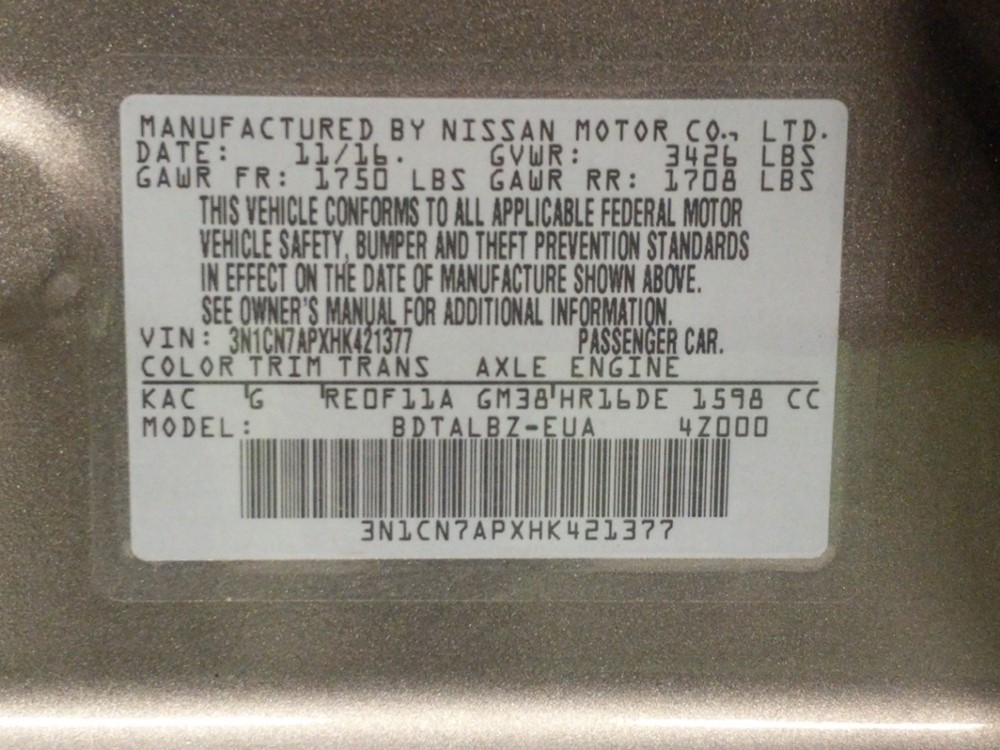 MANUFACTURED BY NISSAN MOTOR CO., LTD.
DATE: 11/16. GVWR: 3426 LBS
GAWR FR: 1750 LBS GAWR RR: 1708 LBS
THIS VEHICLE CONFORMS TO ALL APPLICABLE FEDERAL MOTOR
VEHICLE SAFETY, BUMPER AND THEFT PREVENTION STANDARDS
IN EFFECT ON THE DATE OF MANUFACTURE SHOWN ABOVE.
SEE OWNER'S MANUAL FOR ADDITIONAL INFORMATION.
VIN: 3N1CN7APXHK421377 PASSENGER CAR.
COLOR TRIM TRANS AXLE ENGINE
KAC 'G 'RE0F11A GM38'HR16DE 1598 CC
MODEL: BDTALBZ-EUA 4Z000
3N1CN7APXHK421377